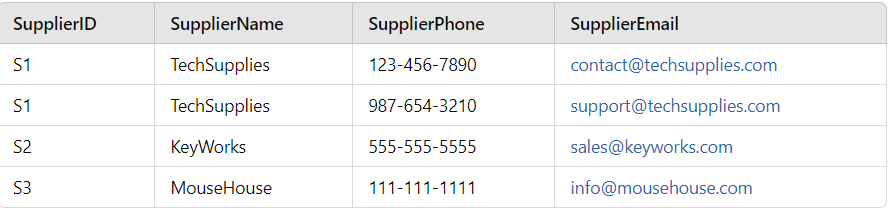 SupplierID SupplierName SupplierPhone SupplierEmail
S1 TechSupplies 123-456-7890 contact@techsupplies.com
S1 TechSupplies 987-654-3210 support@techsupplies.com
S2 KeyWorks 555-555-5555 sales@keyworks.com
S3 MouseHouse 111-111-1111 info@mousehouse.com